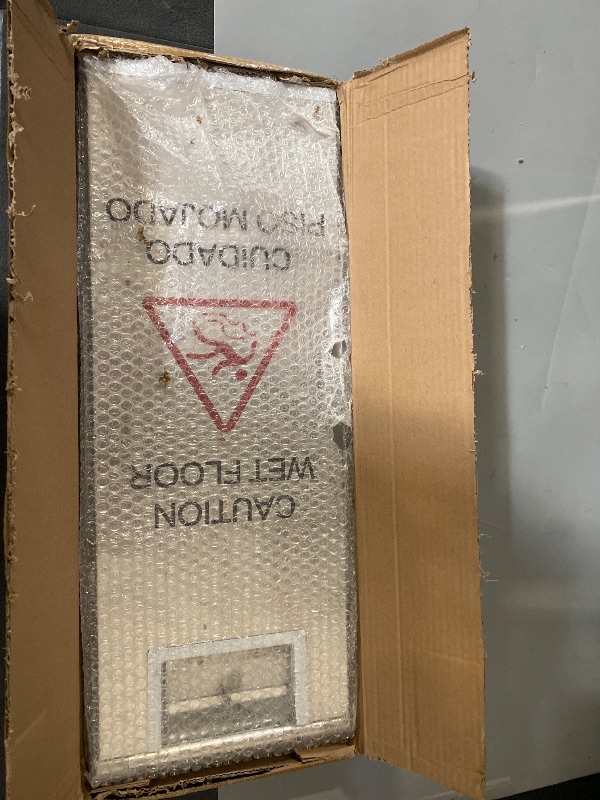 CAUTION
WET FLOOR
CUIDADO,
PISO MOJADO